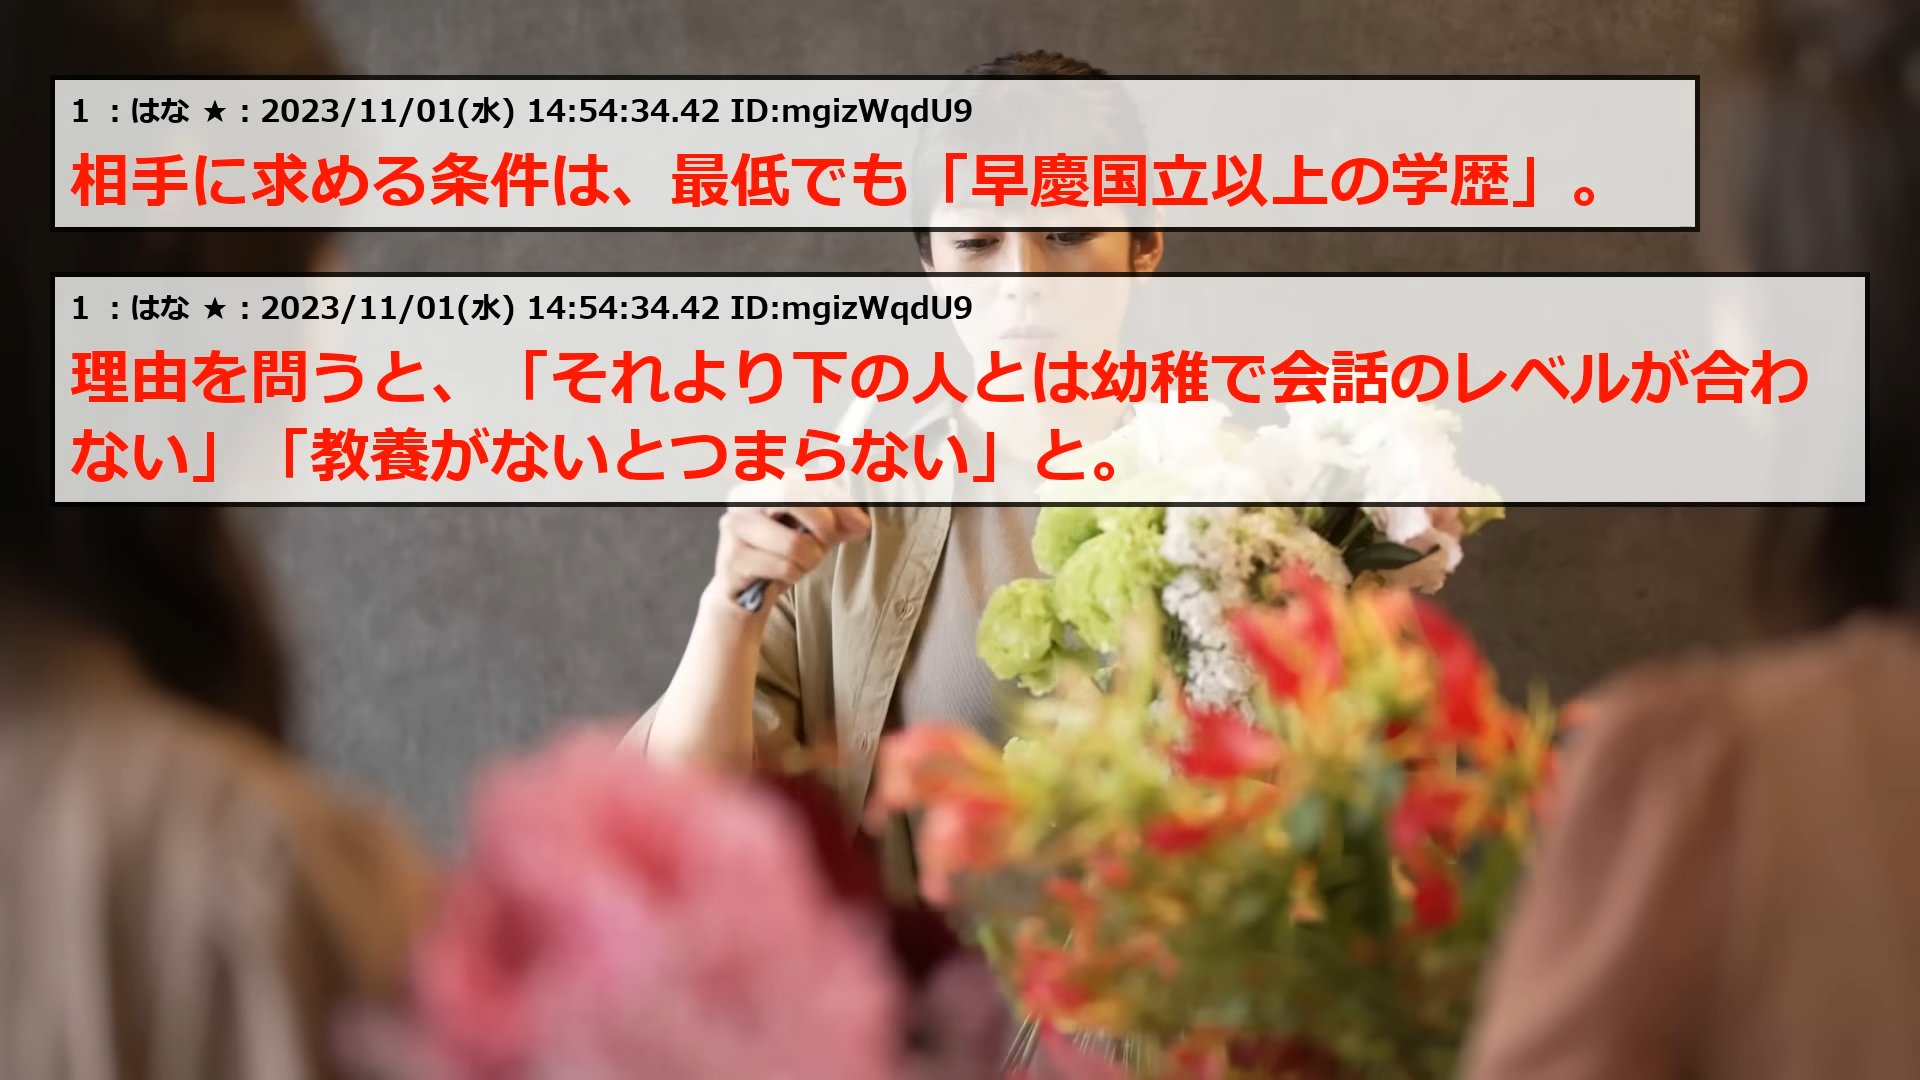 1 ：はな ★：2023/11/01(水) 14:54:34.42 ID:mgizWqdU9
相手に求める条件は、最低でも「早慶国立以上の学歴」。
1 ：はな ★：2023/11/01(水) 14:54:34.42 ID:mgizWqdU9
理由を問うと、「それより下の人とは幼稚で会話のレベルが合わ
ない」「教養がないとつまらない」と。